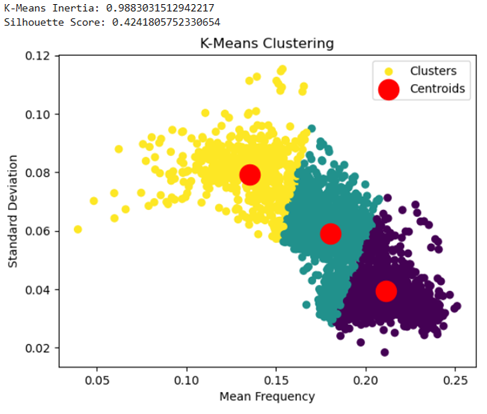 K-Means Inertia: 0.9883031512942217
Silhouette Score: 0.4241805752330654
K-Means Clustering
Clusters
Centroids
Standard Deviation
0.12
0.10
0.08
0.06
0.04
0.02
0.05 0.10 0.15 0.20 0.25
Mean Frequency